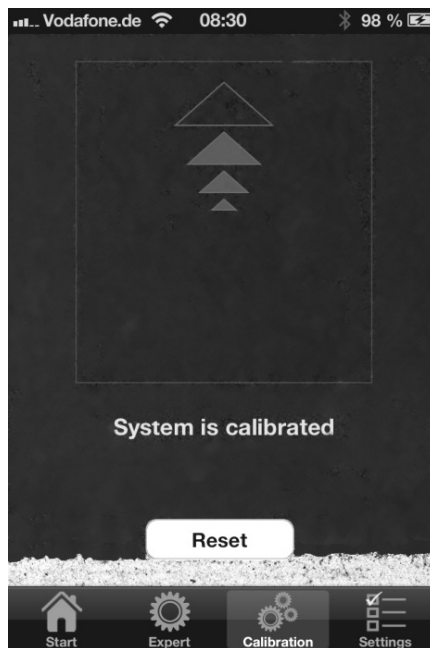 Vodafone.de 08:30 98 %
System is calibrated
Reset
Start Expert Calibration Settings